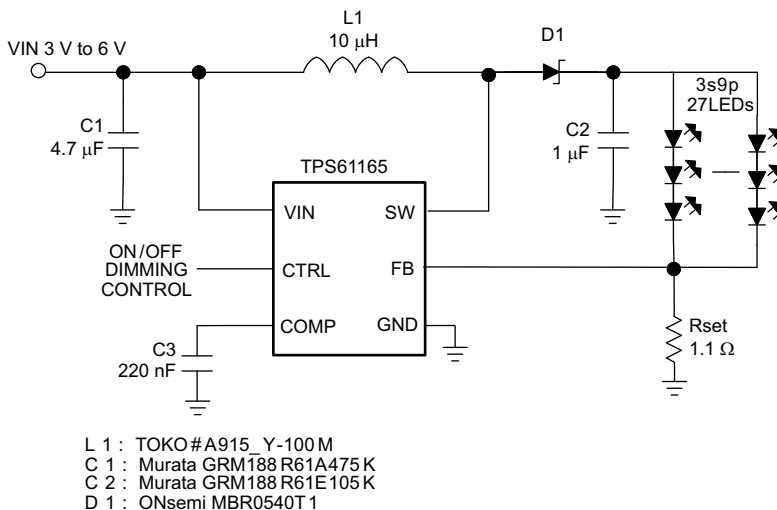 L1
10 μH
D1
VIN 3 V to 6 V
3s9p
27LEDs
C1
4.7 μF
C2
1 μF
TPS61165
VIN
SW
ON/OFF
DIMMING
CONTROL
CTRL
FB
COMP
GND
C3
220 nF
Rset
1.1 Ω
L 1 : TOKO # A915_Y-100 M
C 1 : Murata GRM188 R61A475 K
C 2 : Murata GRM188 R61E105 K
D 1 : ONsemi MBR0540T 1